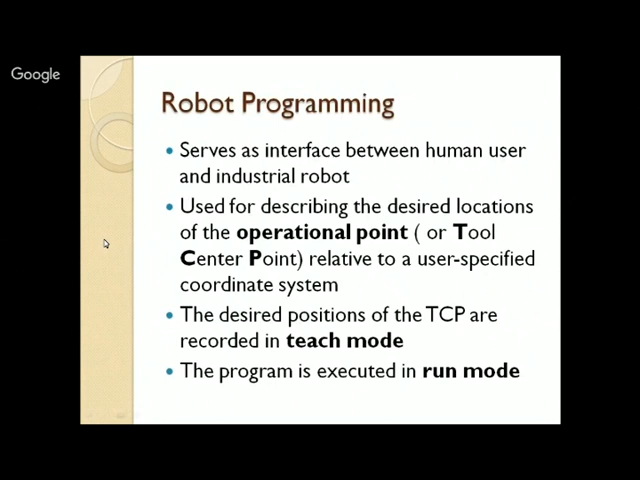 Google
Robot Programming
• Serves as interface between human user
and industrial robot
• Used for describing the desired locations
of the operational point ( or Tool
Center Point) relative to a user-specified
coordinate system
• The desired positions of the TCP are
recorded in teach mode
• The program is executed in run mode